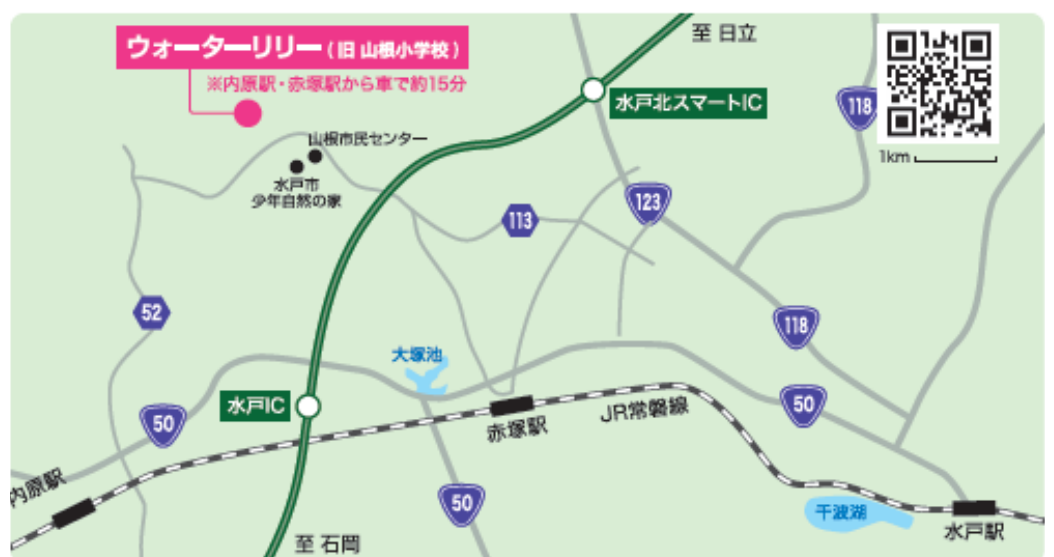 ウォーターリリー(旧 山根小学校)
※内原駅・赤塚駅から車で約15分
至 日立
水戸北スマートIC
118
1km
山根市民センター
水戸市
少年自然の家
113
123
52
118
大塚池
水戸IC
50
50
赤塚駅
JR常磐線
50
内原駅
至 石岡
千波湖
水戸駅